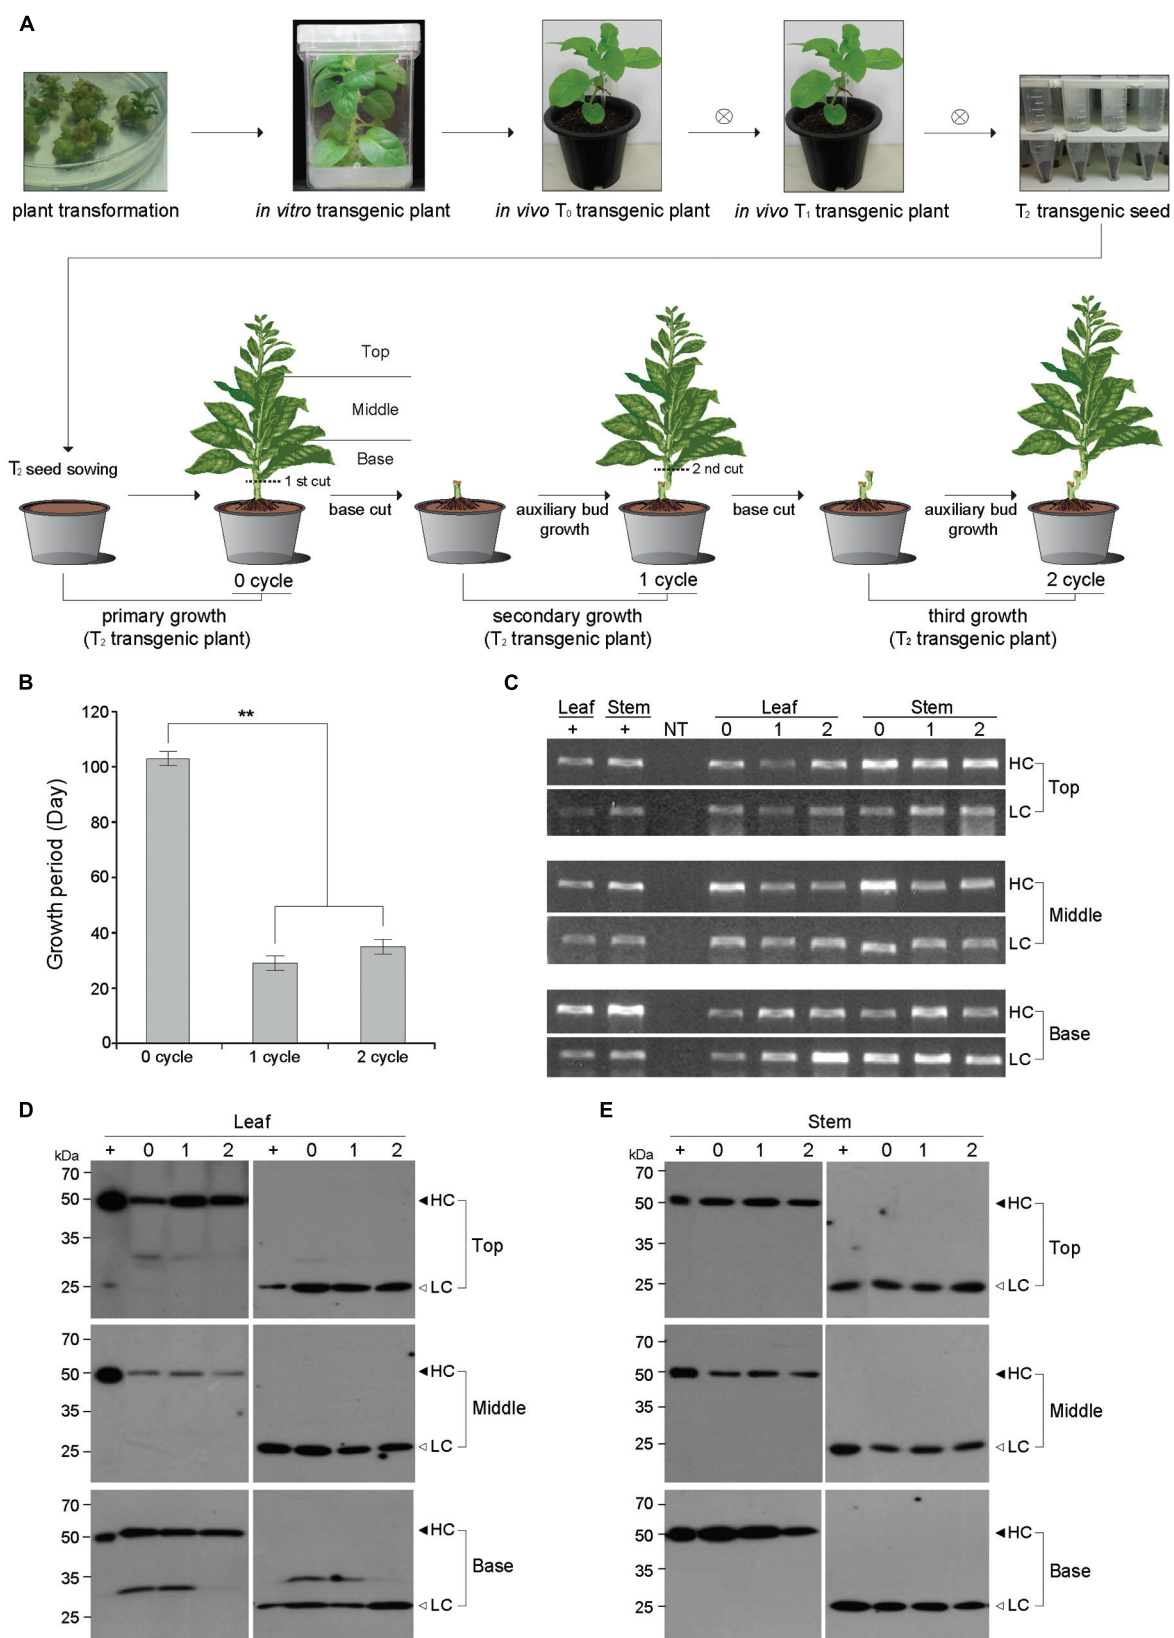 A
plant transformation
in vitro transgenic plant
in vivo T0 transgenic plant
in vivo T1 transgenic plant
T2 transgenic seed
Top
Middle
Base
T2 seed sowing
1 st cut
2 nd cut
base cut
auxiliary bud
growth
base cut
auxiliary bud
growth
0 cycle
1 cycle
2 cycle
primary growth
(T2 transgenic plant)
secondary growth
(T2 transgenic plant)
third growth
(T2 transgenic plant)
B
Growth period (Day)
120
100
80
60
40
20
0
**
0 cycle
1 cycle
2 cycle
C
Leaf Stem Leaf Stem
+ + NT 0 1 2 0 1 2
HC
LC
Top
HC
LC
Middle
HC
LC
Base
D
Leaf
kDa + 0 1 2 + 0 1 2
70
50
35
25
HC
LC
Top
70
50
35
25
HC
LC
Middle
70
50
35
25
HC
LC
Base
E
Stem
kDa + 0 1 2 + 0 1 2
70
50
35
25
HC
LC
Top
70
50
35
25
HC
LC
Middle
70
50
35
25
HC
LC
Base